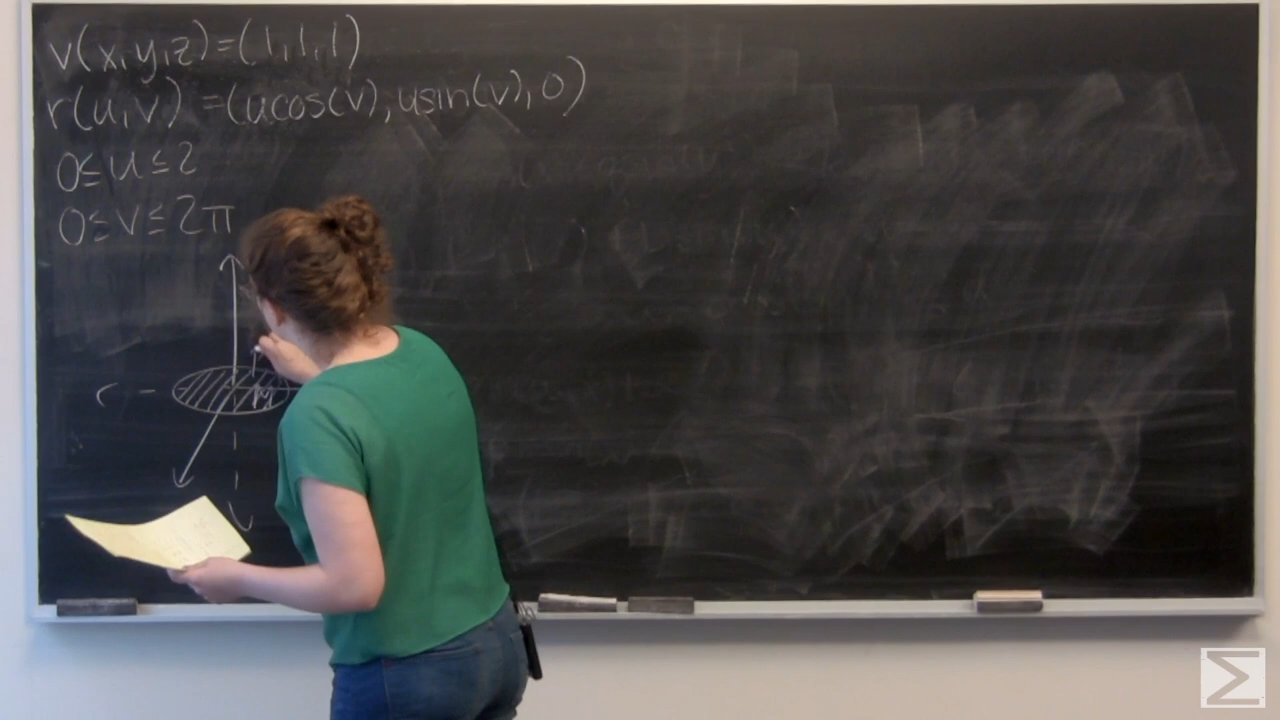 v(x,y,z)=(1,1,1)
r(u,v) =(ucos(v),usin(v),0)
0≤u≤2
0≤v≤2π
Σ